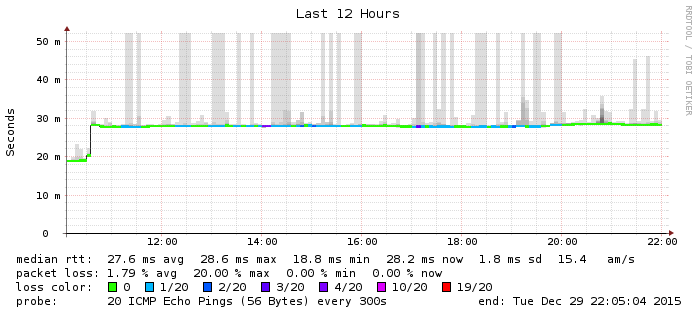 Last 12 Hours
RRDTOOL / TOBI OETIKER
Seconds
50 m
40 m
30 m
20 m
10 m
0
12:00 14:00 16:00 18:00 20:00 22:00
median rtt: 27.6 ms avg 28.6 ms max 18.8 ms min 28.2 ms now 1.8 ms sd 15.4 am/s
packet loss: 1.79 % avg 20.00 % max 0.00 % min 0.00 % now
loss color: 0 1/20 2/20 3/20 4/20 10/20 19/20
probe: 20 ICMP Echo Pings (56 Bytes) every 300s end: Tue Dec 29 22:05:04 2015